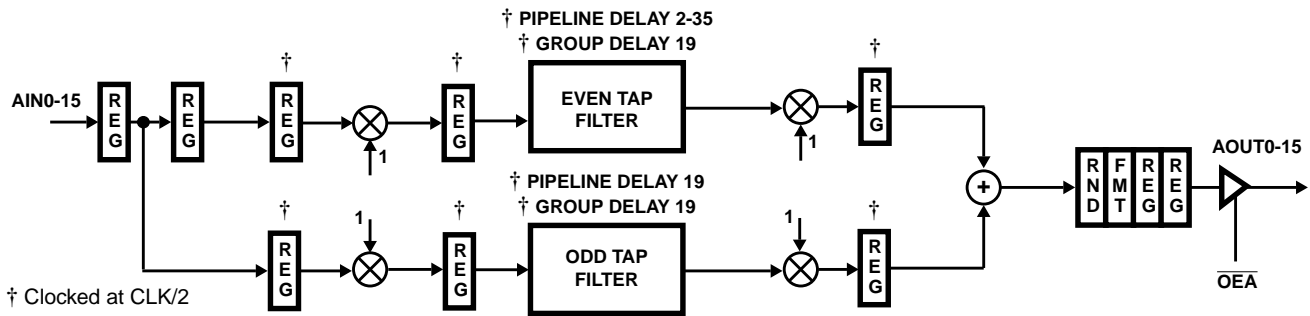 † PIPELINE DELAY 2-35
† GROUP DELAY 19
†
†
†
AIN0-15
REG
REG
REG
1
REG
EVEN TAP
FILTER
1
REG
AOUT0-15
+
RND
FMT
REG
REG
OEA
† PIPELINE DELAY 19
† GROUP DELAY 19
†
†
†
REG
1
REG
ODD TAP
FILTER
1
REG
† Clocked at CLK/2